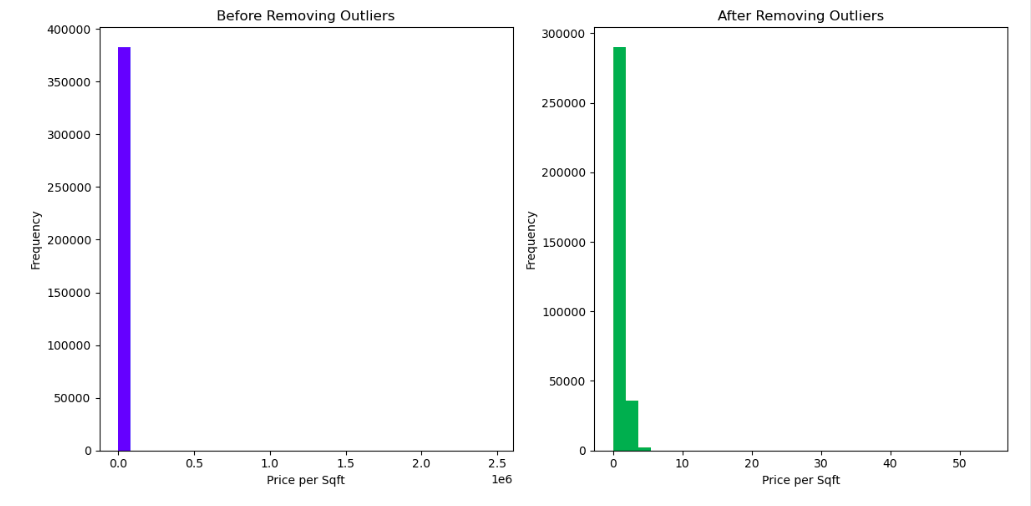 Before Removing Outliers
400000
350000
300000
250000
200000
150000
100000
50000
0
Frequency
0.0 0.5 1.0 1.5 2.0 2.5
1e6
Price per Sqft
After Removing Outliers
300000
250000
200000
150000
100000
50000
0
Frequency
0 10 20 30 40 50
Price per Sqft